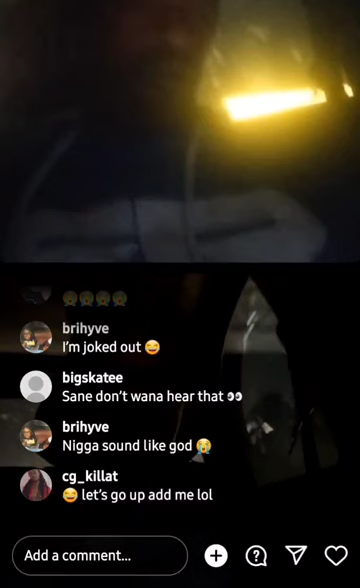 😭😭😭😭
brihyve
I'm joked out 😅
bigskatee
Sane don't wana hear that 👀
brihyve
Nigga sound like god 😭
cg_killat
😅 let's go up add me lol
Add a comment...